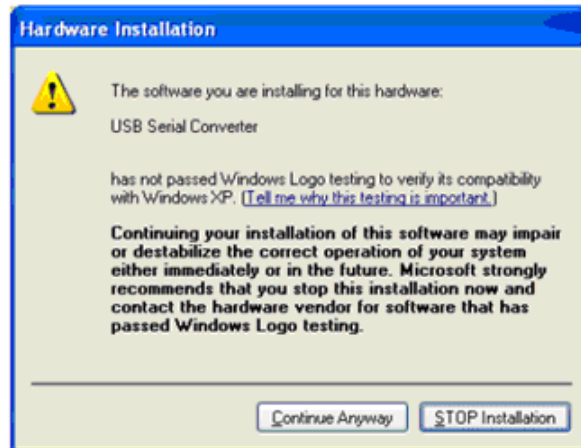 Hardware Installation
The software you are installing for this hardware:
USB Serial Converter
has not passed Windows Logo testing to verify its compatibility
with Windows XP. (Tell me why this testing is important.)
Continuing your installation of this software may impair
or destabilize the correct operation of your system
either immediately or in the future. Microsoft strongly
recommends that you stop this installation now and
contact the hardware vendor for software that has
passed Windows Logo testing.
Continue Anyway STOP Installation